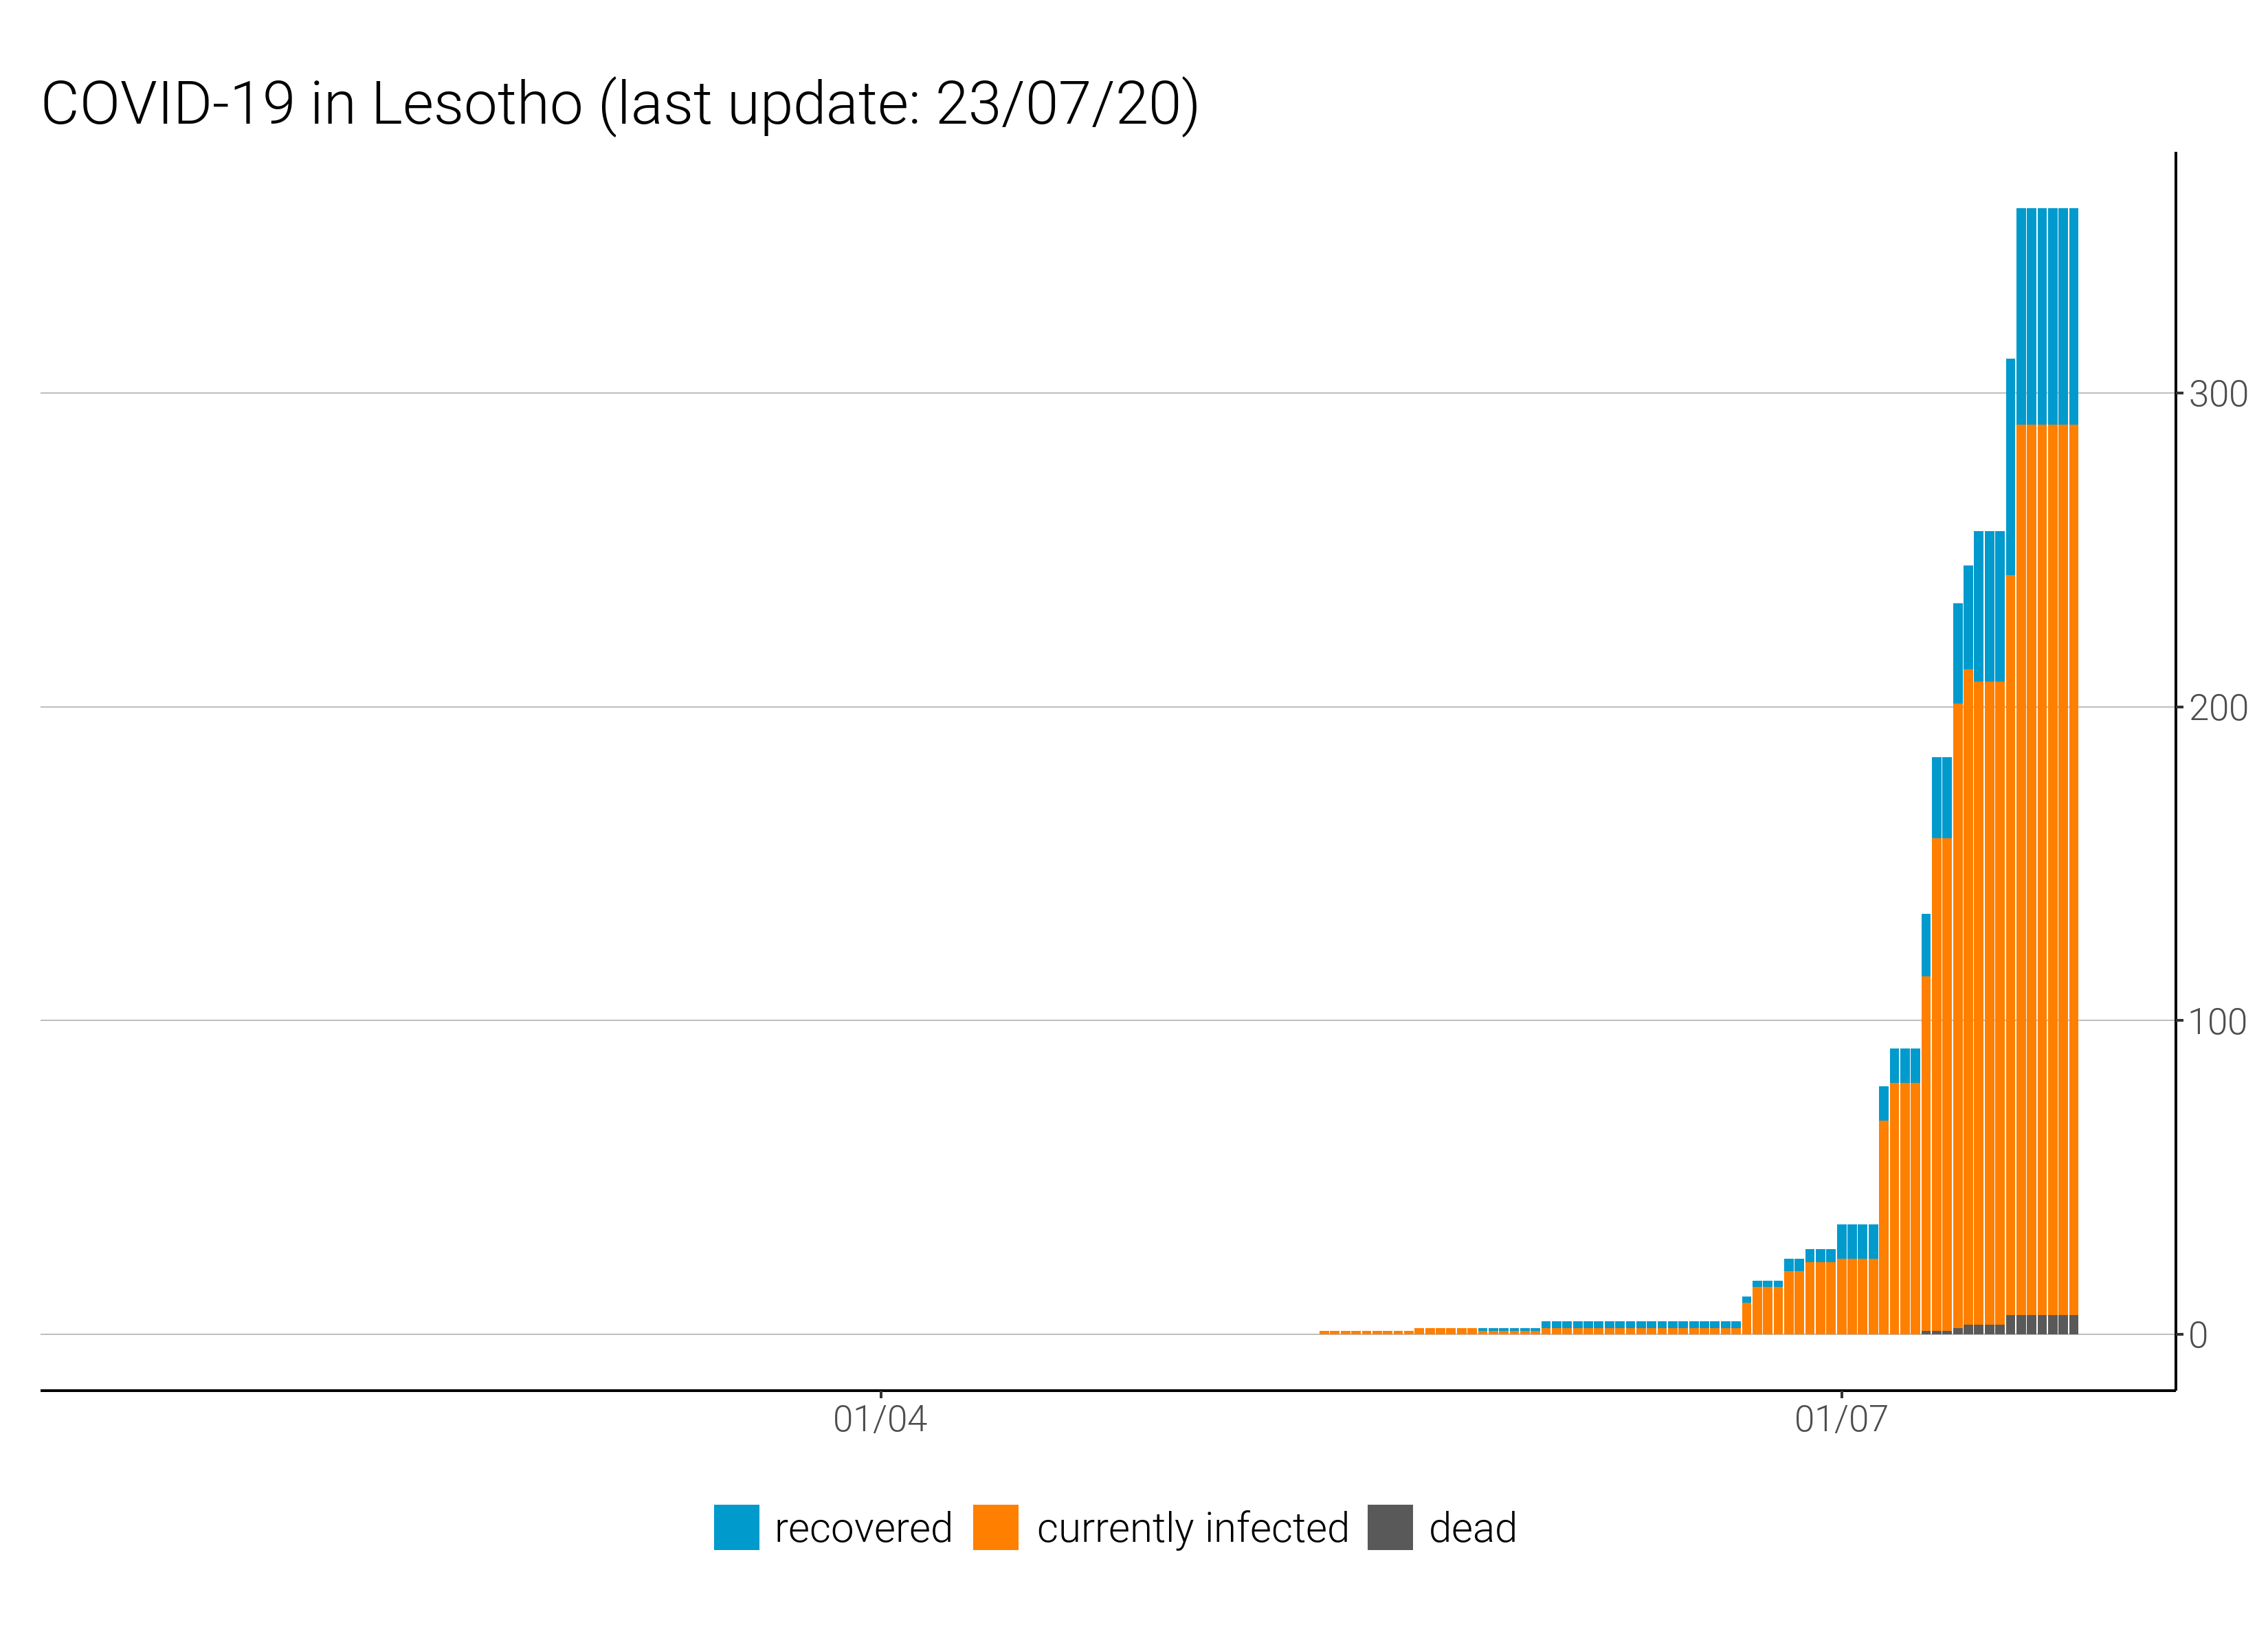 COVID-19 in Lesotho (last update: 23/07/20)
300
200
100
0
01/04 01/07
recovered currently infected dead